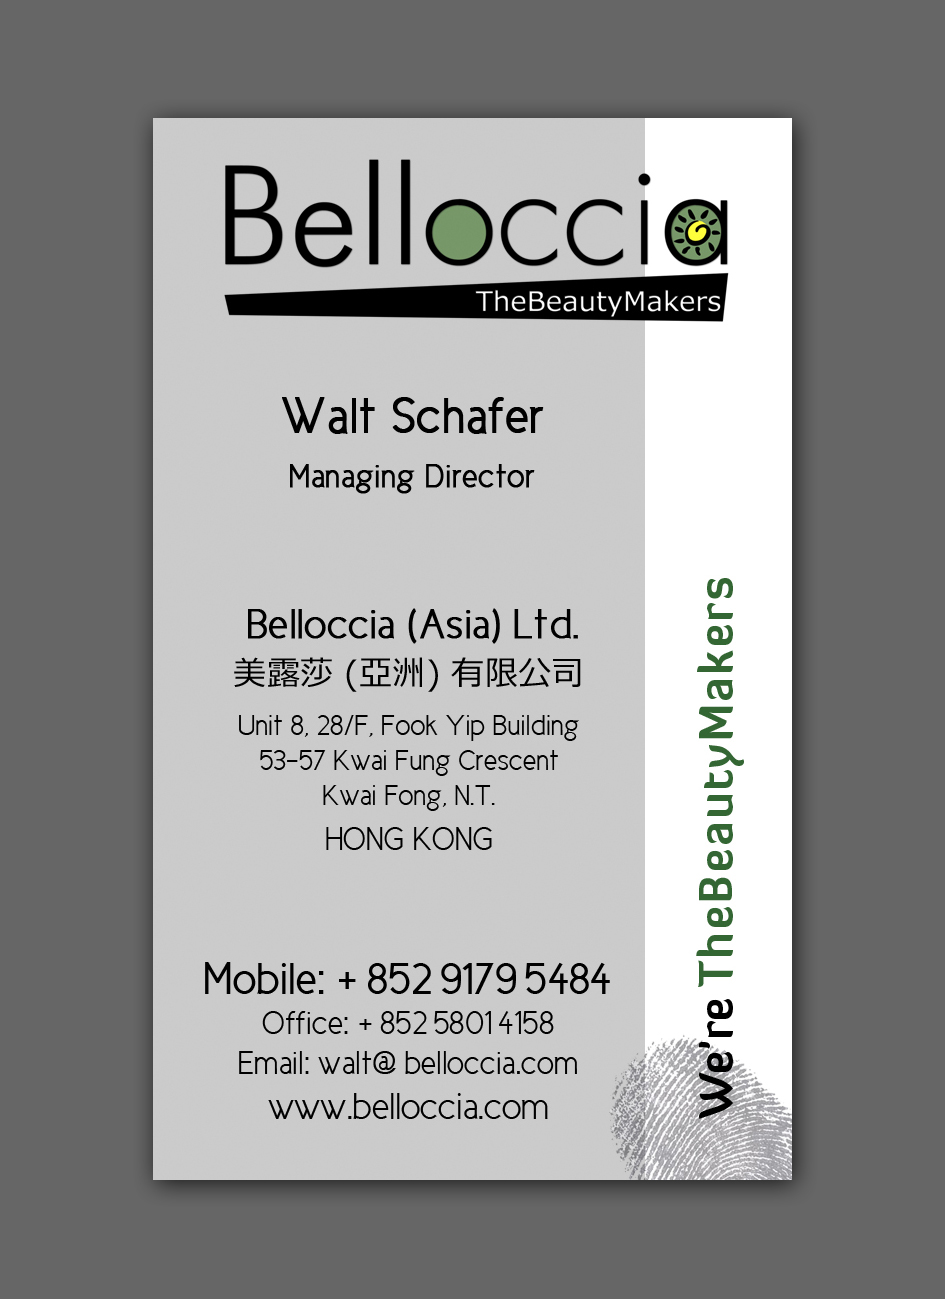 Belloccia
TheBeautyMakers
Walt Schafer
Managing Director
Belloccia (Asia) Ltd.
美露莎 (亞洲) 有限公司
Unit 8, 28/F, Fook Yip Building
53-57 Kwai Fung Crescent
Kwai Fong, N.T.
HONG KONG
Mobile: + 852 9179 5484
Office: + 852 5801 4158
Email: walt@ belloccia.com
www.belloccia.com
We're TheBeautyMakers